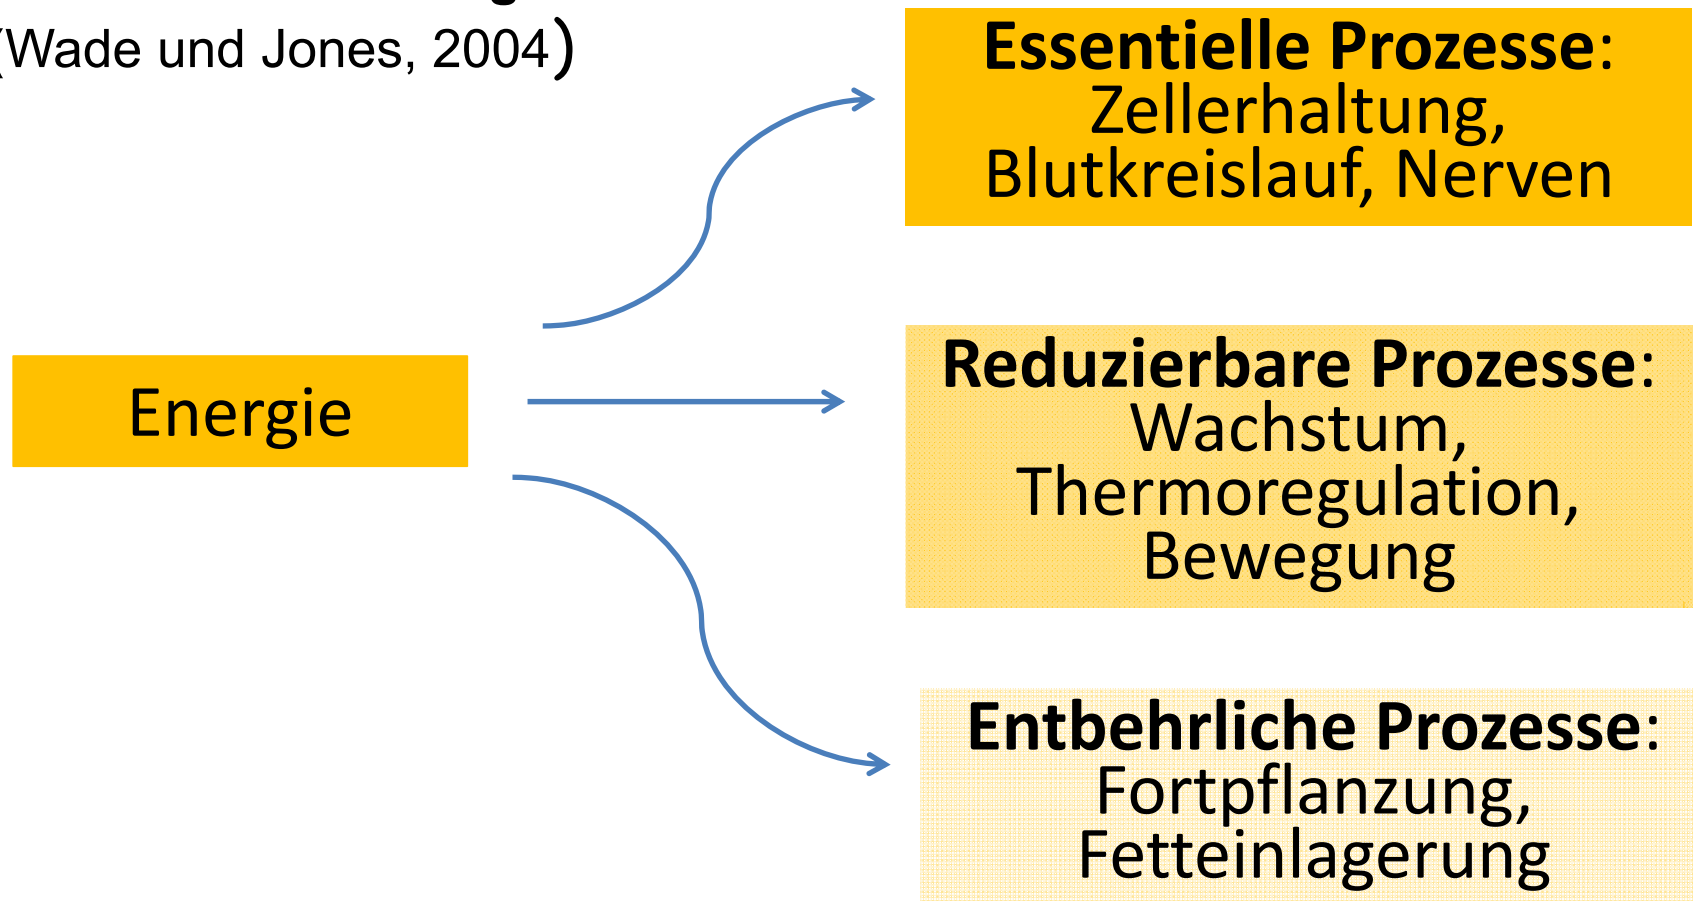 (Wade und Jones, 2004)
Essentielle Prozesse:
Zellerhaltung,
Blutkreislauf, Nerven
Energie
Reduzierbare Prozesse:
Wachstum,
Thermoregulation,
Bewegung
Entbehrliche Prozesse:
Fortpflanzung,
Fetteinlagerung